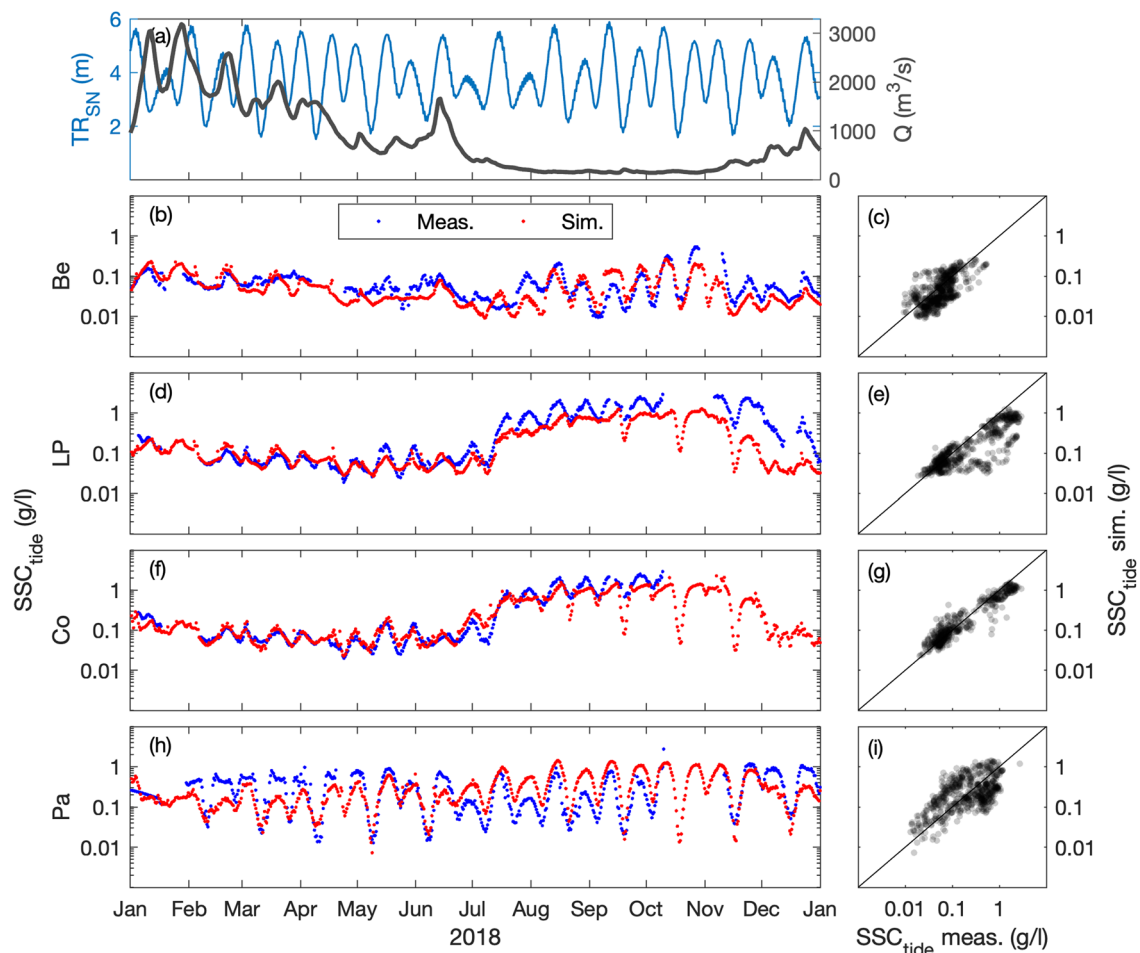 (a)
6
4
2
TR_SN (m)
3000
2000
1000
0
Q (m³/s)
(b)
Meas.
Sim.
1
0.1
0.01
Be
(c)
1
0.1
0.01
(d)
1
0.1
0.01
LP
(e)
1
0.1
0.01
SSC_tide (g/l)
SSC_tide sim. (g/l)
(f)
1
0.1
0.01
Co
(g)
1
0.1
0.01
(h)
1
0.1
0.01
Pa
(i)
1
0.1
0.01
Jan Feb Mar Apr May Jun Jul Aug Sep Oct Nov Dec Jan
2018
0.01 0.1 1
SSC_tide meas. (g/l)